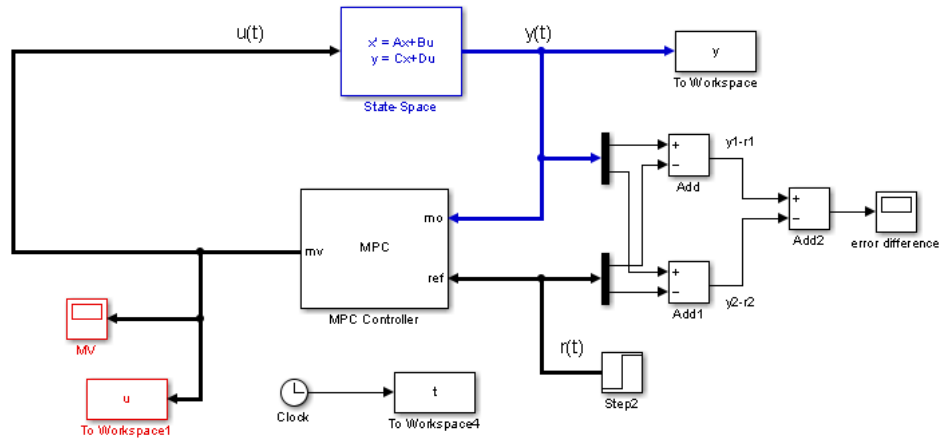 u(t)
x' = Ax+Bu
y = Cx+Du
State-Space
y(t)
y
To Workspace
+
−
Add
y1-r1
+
−
Add2
error difference
mo
MPC
mv
ref
MPC Controller
+
−
Add1
y2-r2
MV
r(t)
Step2
u
To Workspace1
Clock
t
To Workspace4